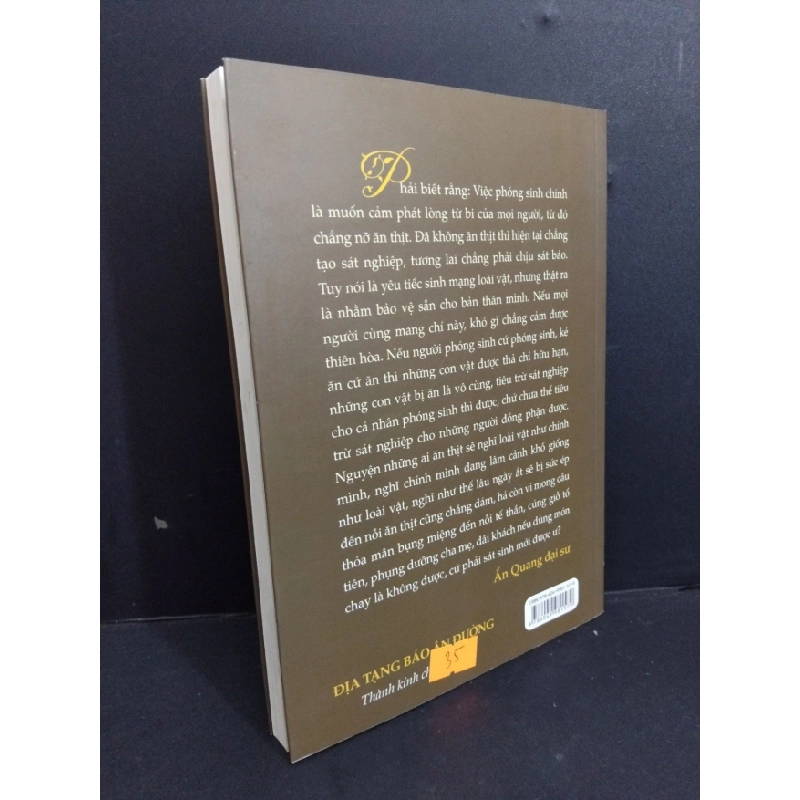 Phải biết rằng: Việc phóng sinh chính
là muốn cảm phát lòng từ bi của mọi người, từ đó
chẳng nỡ ăn thịt. Đã không ăn thịt thì hiện tại chẳng
tạo sát nghiệp, tương lai chẳng phải chịu sát báo.
Tuy nói là yêu tiếc sinh mạng loài vật, nhưng thật ra
là nhằm bảo vệ sẵn cho bản thân mình. Nếu mọi
người cùng mang chí này, khó gì chẳng cảm được
thiên hòa. Nếu người phóng sinh cứ phóng sinh, kẻ
ăn cứ ăn thì những con vật được thả chỉ hữu hạn,
những con vật bị ăn là vô cùng, tiêu trừ sát nghiệp
cho cá nhân phóng sinh thì được, chứ chưa thể tiêu
trừ sát nghiệp cho những người đồng phận được.
Nguyện những ai ăn thịt sẽ nghĩ loài vật như chính
mình, nghĩ chính mình đang lâm cảnh khổ giống
như loài vật, nghĩ như thế lâu ngày ắt sẽ bị sức ép
đến nỗi ăn thịt cũng chẳng dám, há còn vì mong cầu
thỏa mãn bụng miệng đến nỗi tế thần, cúng giỗ tổ
tiên, phụng dưỡng cha mẹ, đãi khách nếu dùng món
chay là không được, cứ phải sát sinh mới được ư?
Ấn Quang đại sư
ĐỊA TẠNG BẢO ÁN ĐƯỜNG
Thành kính
35